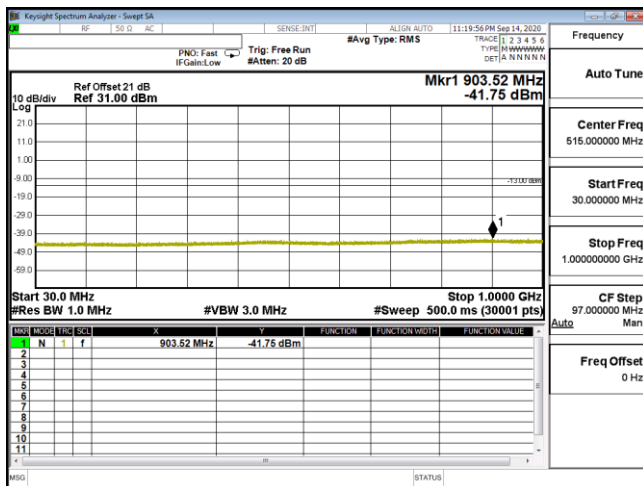 Keysight Spectrum Analyzer - Swept SA
RF 50 Ω AC SENSE:INT ALIGN AUTO 11:19:56 PM Sep 14, 2020
#Avg Type: RMS TRACE 1 2 3 4 5 6
PNO: Fast Trig: Free Run TYPE M WWWWW
IFGain:Low #Atten: 20 dB DET A N N N N N
Mkr1 903.52 MHz
-41.75 dBm
Ref Offset 21 dB
10 dB/div Ref 31.00 dBm
Log
21.0
11.0
1.00
-9.00
-13.00 dBm
-19.0
-29.0
-39.0
1
-49.0
-59.0
Start 30.0 MHz Stop 1.0000 GHz
#Res BW 1.0 MHz #VBW 3.0 MHz #Sweep 500.0 ms (30001 pts)
MKR MODE TRC SCL X Y FUNCTION FUNCTION WIDTH FUNCTION VALUE
1 N 1 f 903.52 MHz -41.75 dBm
2
3
4
5
6
7
8
9
10
11
MSG STATUS
Frequency
Auto Tune
Center Freq
515.000000 MHz
Start Freq
30.000000 MHz
Stop Freq
1.000000000 GHz
CF Step
97.000000 MHz
Auto Man
Freq Offset
0 Hz